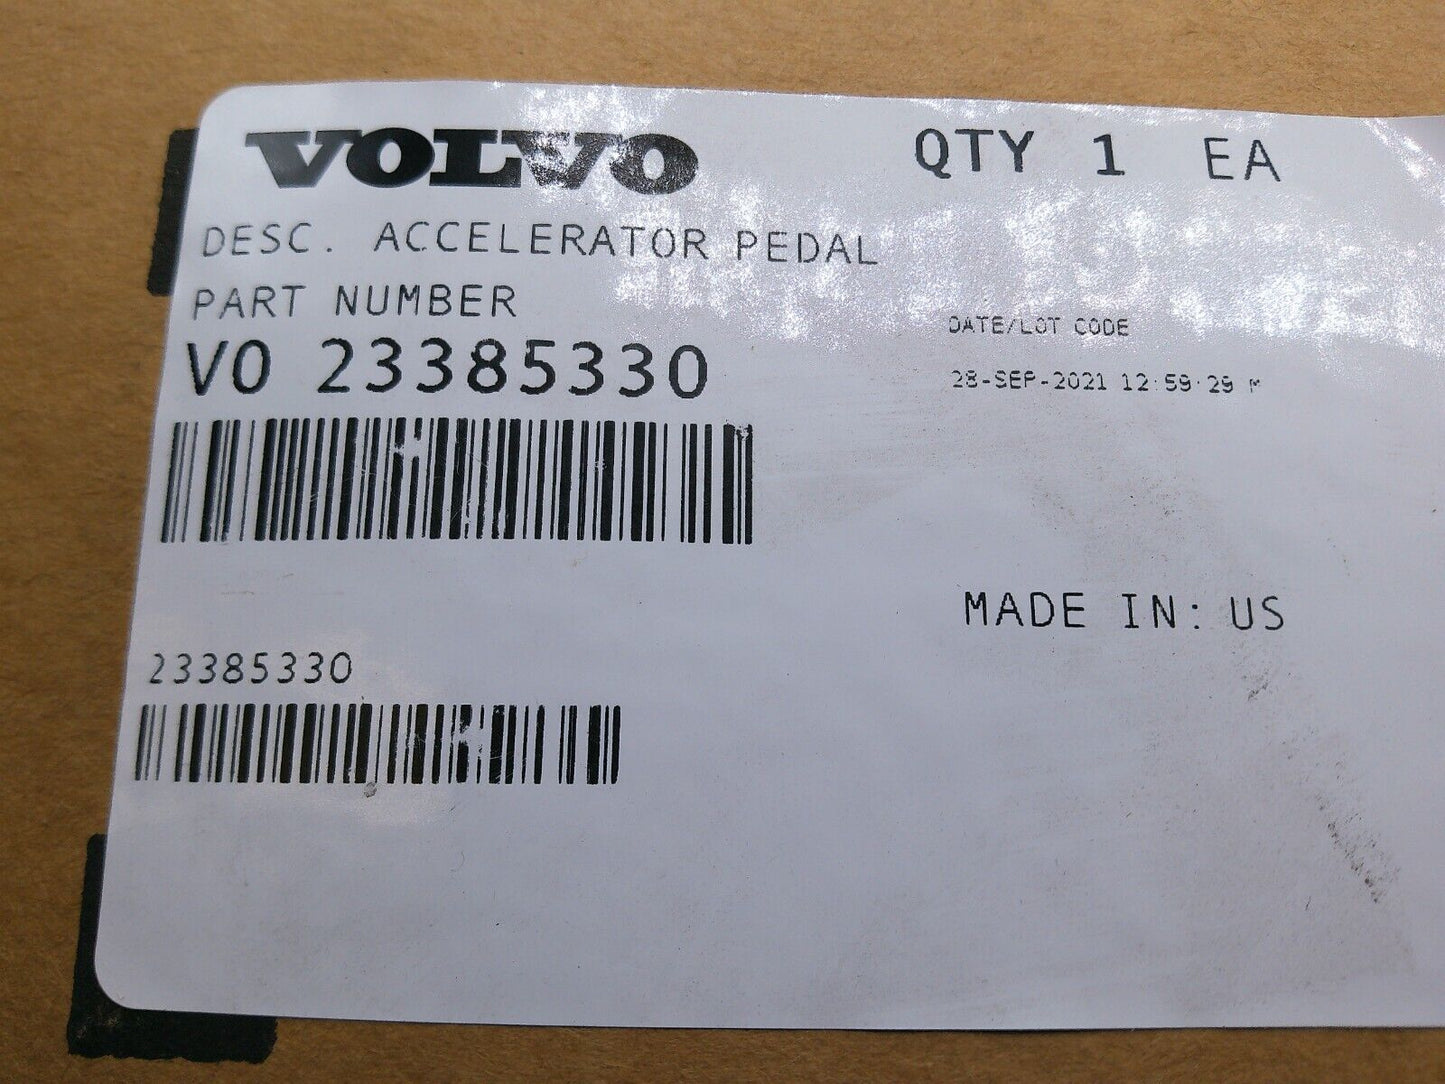 VOLVO
QTY 1 EA
DESC. ACCELERATOR PEDAL
PART NUMBER
VO 23385330
DATE/LOT CODE
28-SEP-2021 12:59:29 M
MADE IN: US
23385330